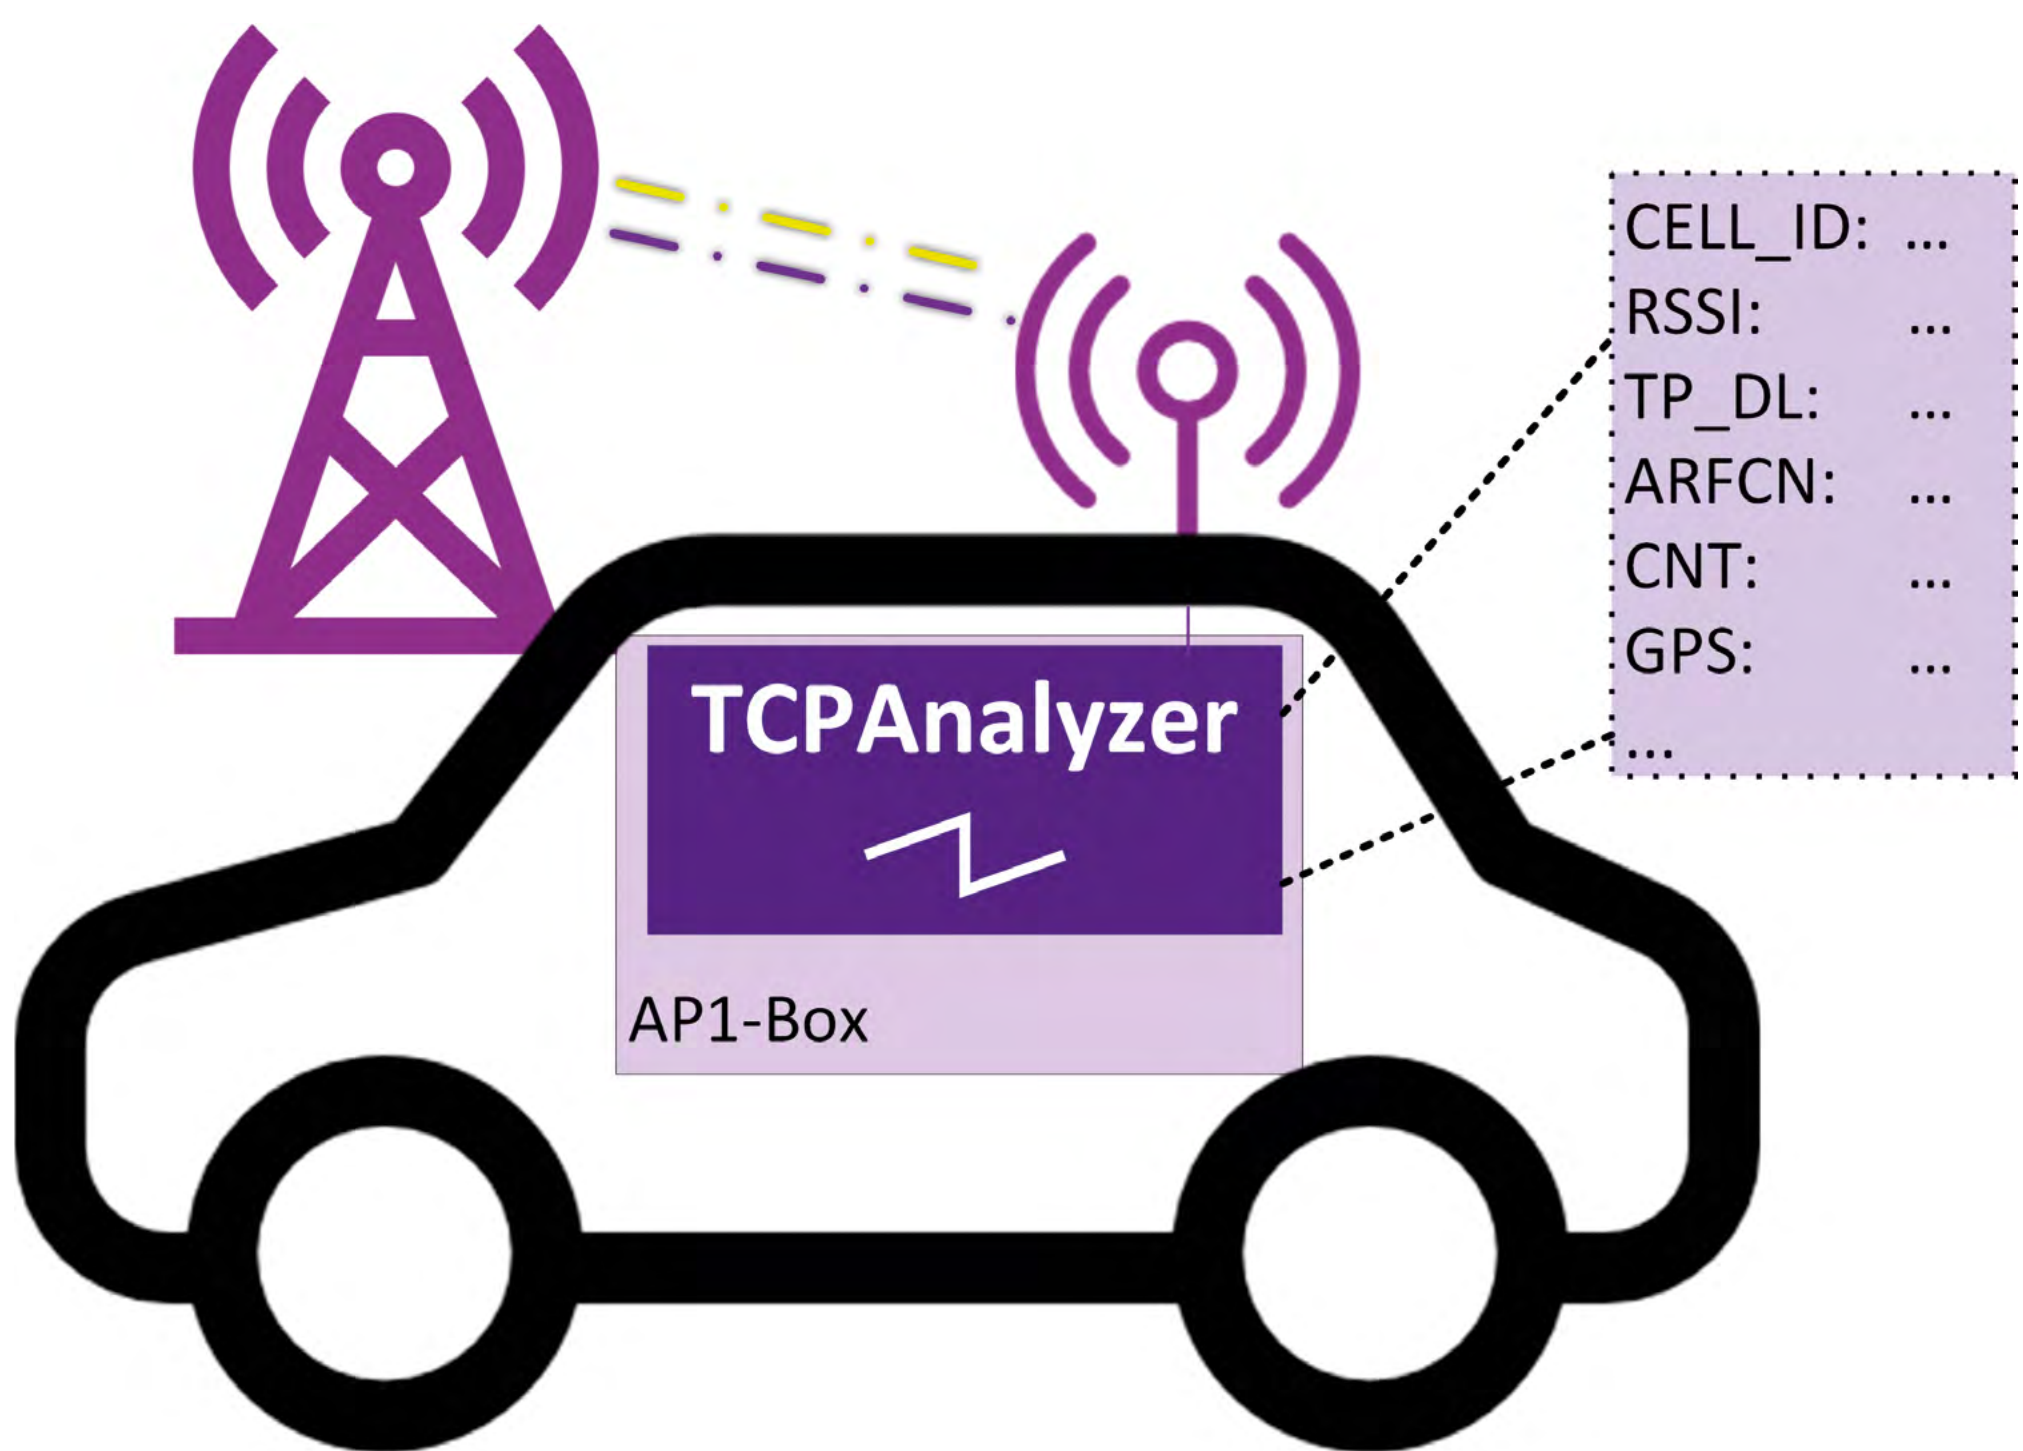 CELL_ID: ...
RSSI: ...
TP_DL: ...
ARFCN: ...
CNT: ...
GPS: ...
...
TCPAnalyzer
AP1-Box